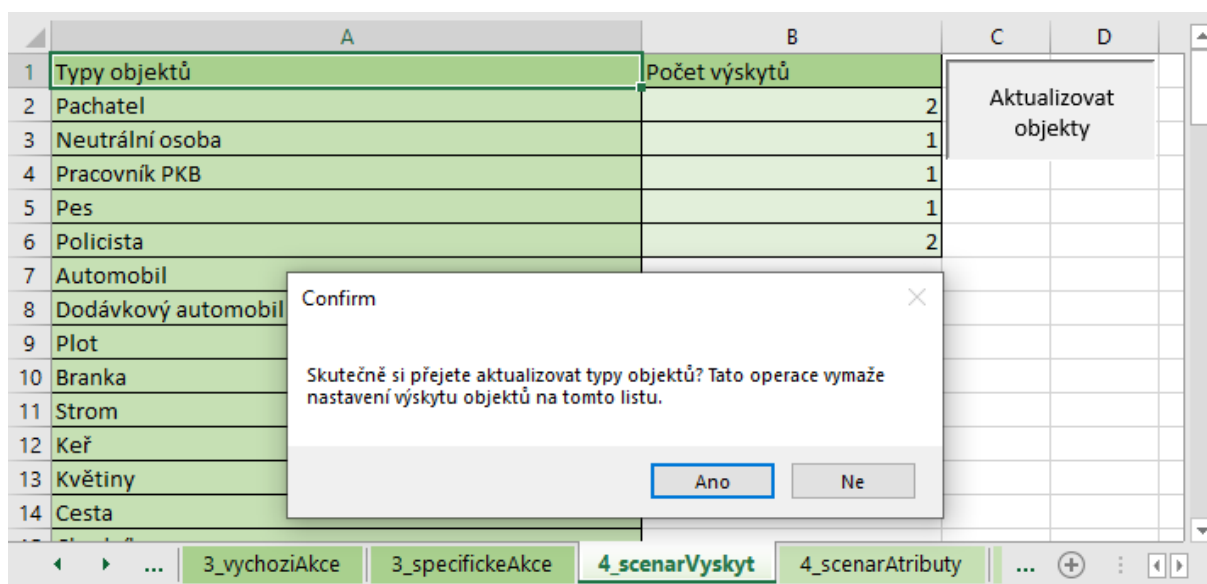 A B C D
1 Typy objektů Počet výskytů
2 Pachatel 2
Aktualizovat
objekty
3 Neutrální osoba 1
4 Pracovník PKB 1
5 Pes 1
6 Policista 2
7 Automobil
8 Dodávkový automobil
Confirm
9 Plot
10 Branka
Skutečně si přejete aktualizovat typy objektů? Tato operace vymaže
nastavení výskytu objektů na tomto listu.
11 Strom
12 Keř
13 Květiny
Ano Ne
14 Cesta
... 3_vychoziAkce 3_specifickeAkce 4_scenarVyskyt 4_scenarAtributy ...